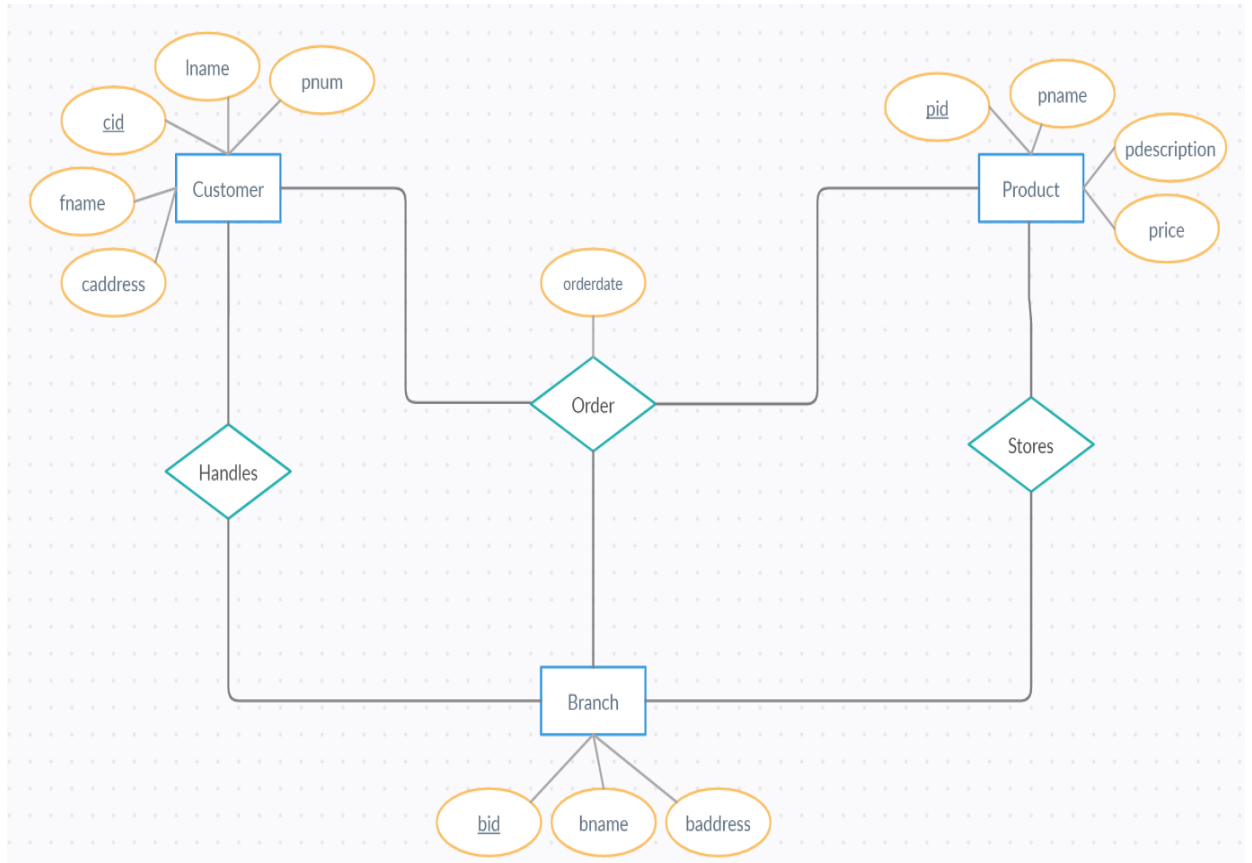 lname
pnum
cid
Customer
fname
caddress
pid
pname
pdescription
Product
price
orderdate
Order
Handles
Stores
Branch
bid
bname
baddress